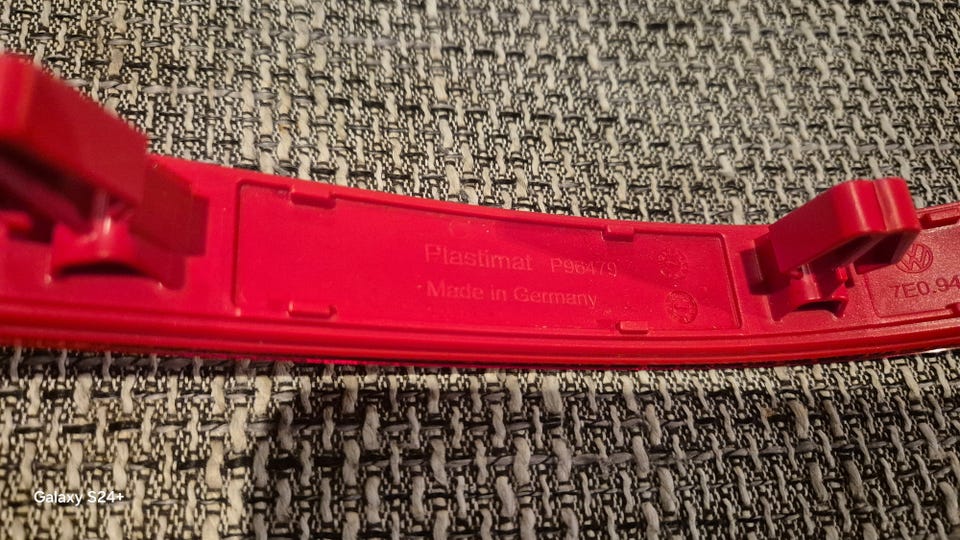 Plastimat P96479
Made in Germany
7E0.94
Galaxy S24+